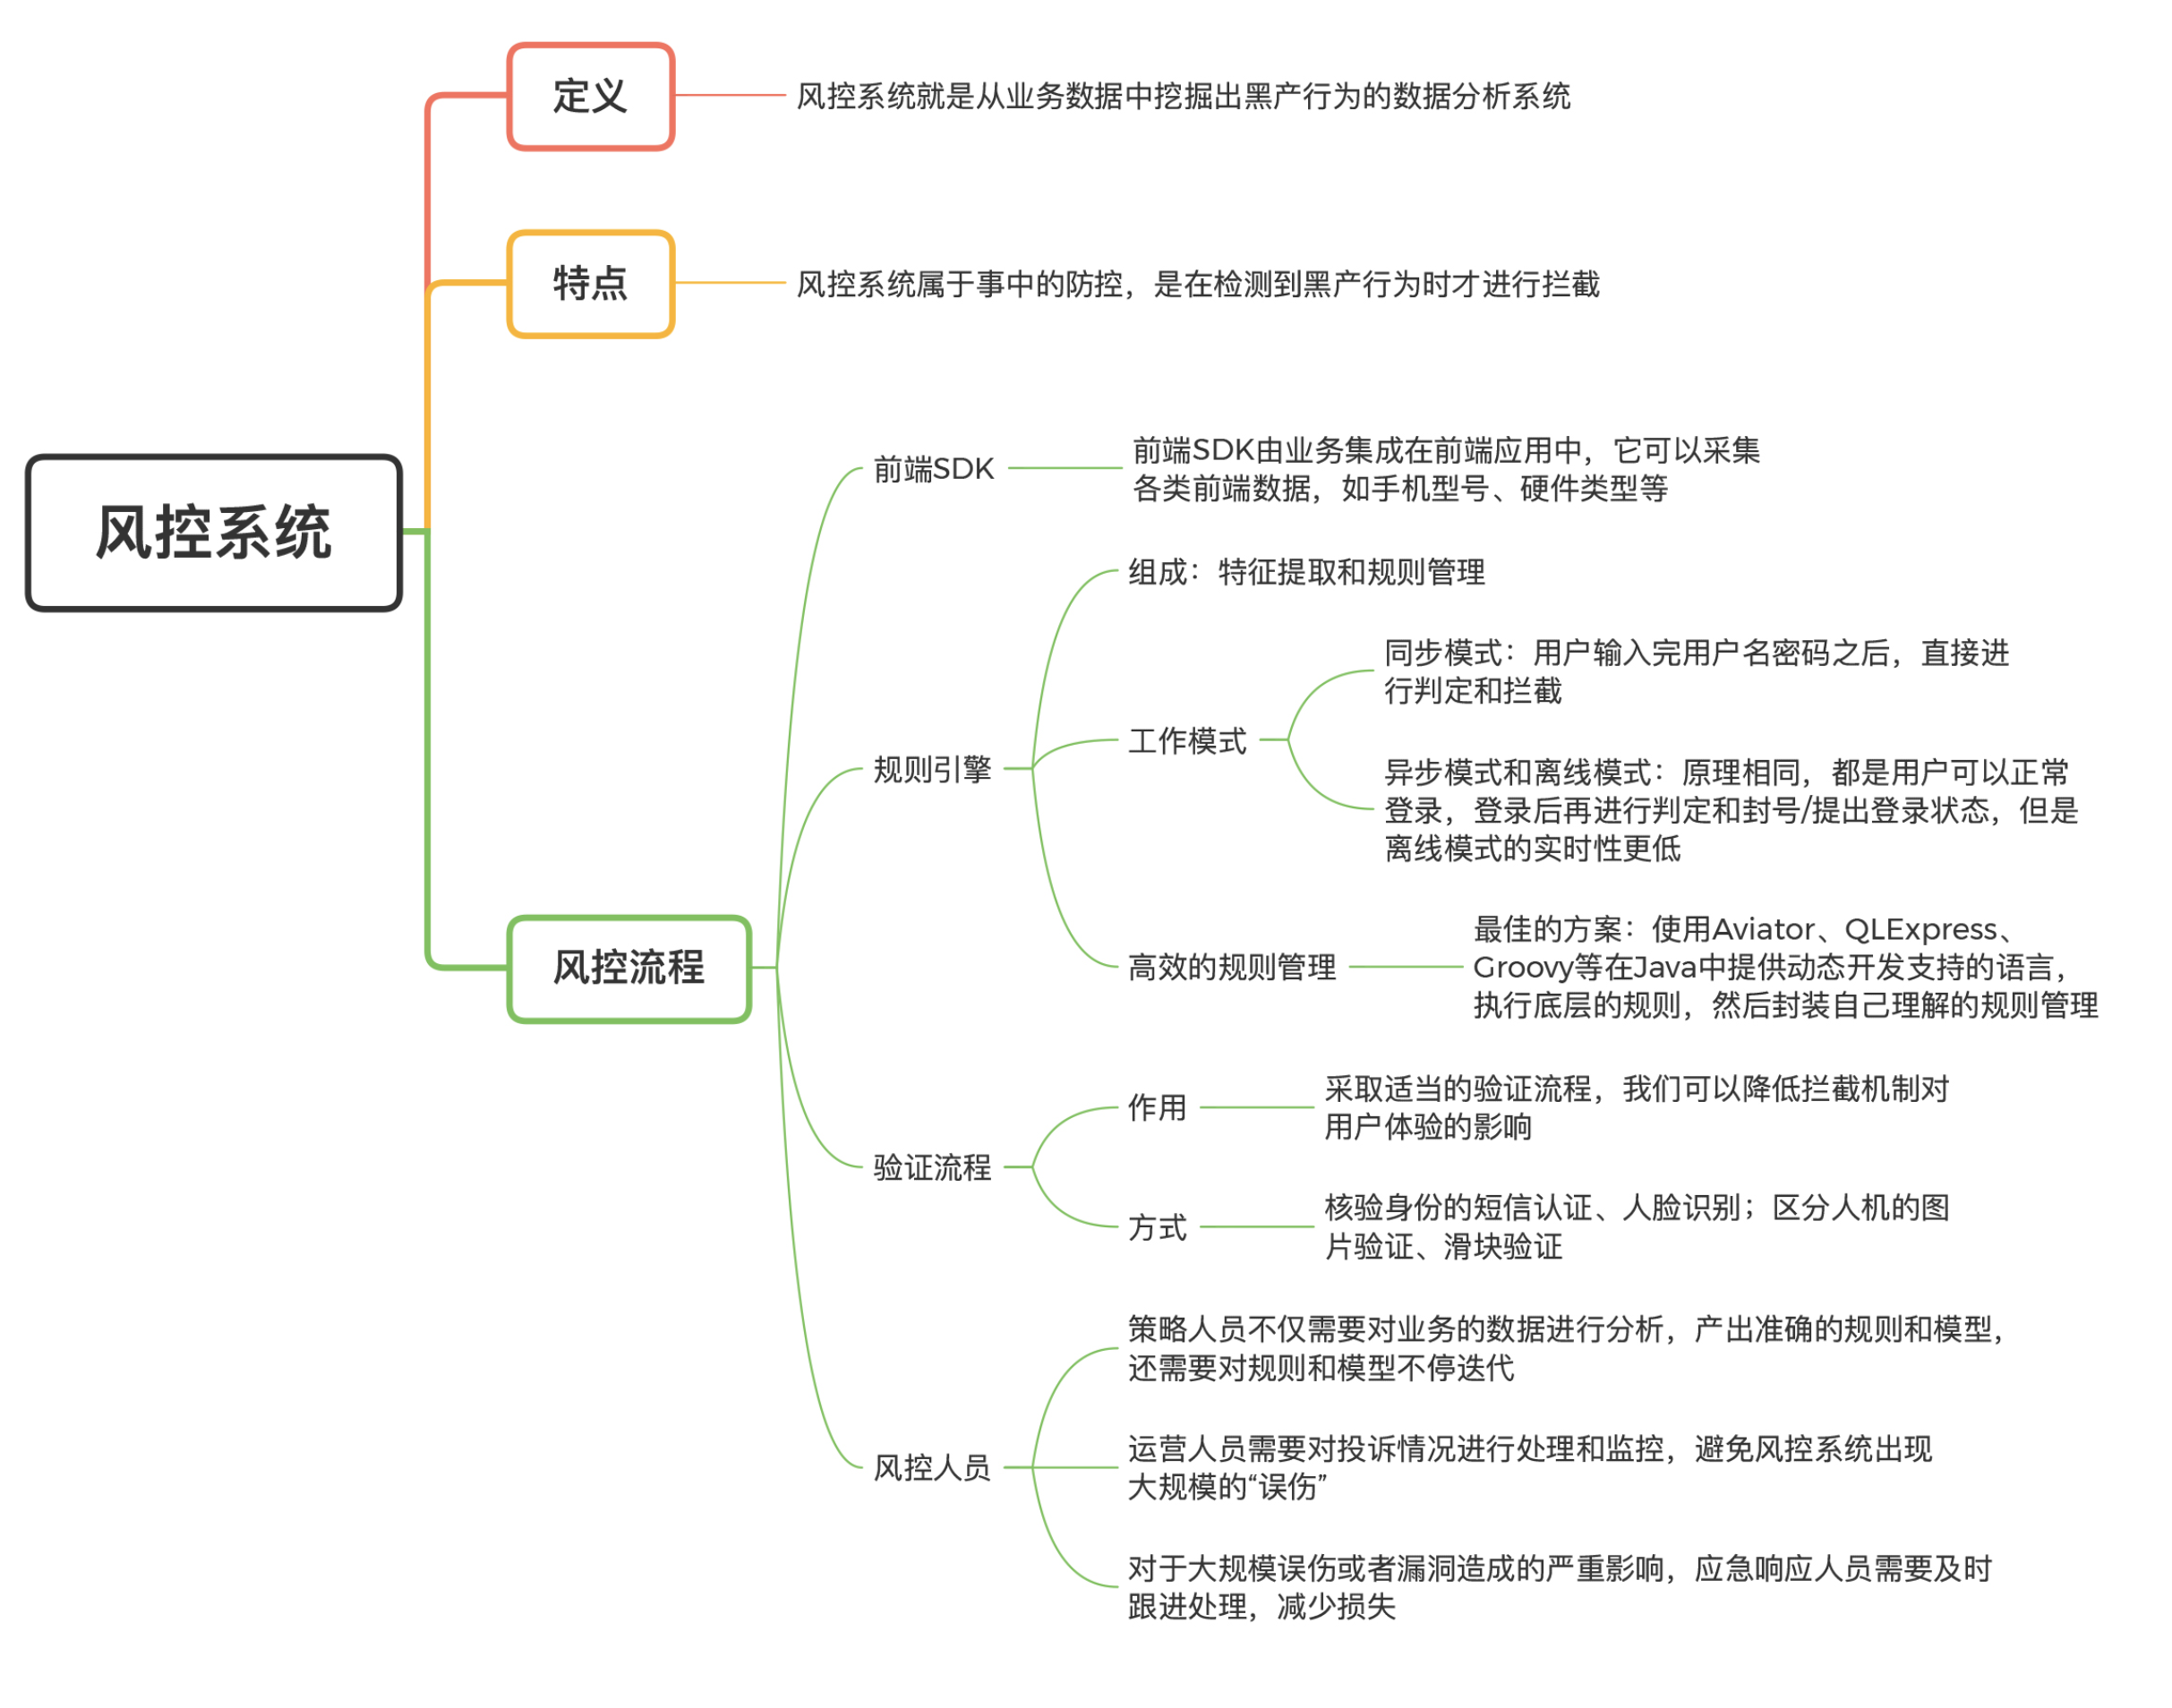 定义
风控系统就是从业务数据中挖掘出黑产行为的数据分析系统
特点
风控系统属于事中的防控，是在检测到黑产行为时才进行拦截
风控系统
风控流程
前端SDK
前端SDK由业务集成在前端应用中，它可以采集
各类前端数据，如手机型号、硬件类型等
规则引擎
组成：特征提取和规则管理
工作模式
同步模式：用户输入完用户名密码之后，直接进
行判定和拦截
异步模式和离线模式：原理相同，都是用户可以正常
登录，登录后再进行判定和封号/提出登录状态，但是
离线模式的实时性更低
高效的规则管理
最佳的方案：使用Aviator、QLExpress、
Groovy等在Java中提供动态开发支持的语言，
执行底层的规则，然后封装自己理解的规则管理
验证流程
作用
采取适当的验证流程，我们可以降低拦截机制对
用户体验的影响
方式
核验身份的短信认证、人脸识别；区分人机的图
片验证、滑块验证
风控人员
策略人员不仅需要对业务的数据进行分析，产出准确的规则和模型，
还需要对规则和模型不停迭代
运营人员需要对投诉情况进行处理和监控，避免风控系统出现
大规模的“误伤”
对于大规模误伤或者漏洞造成的严重影响，应急响应人员需要及时
跟进处理，减少损失